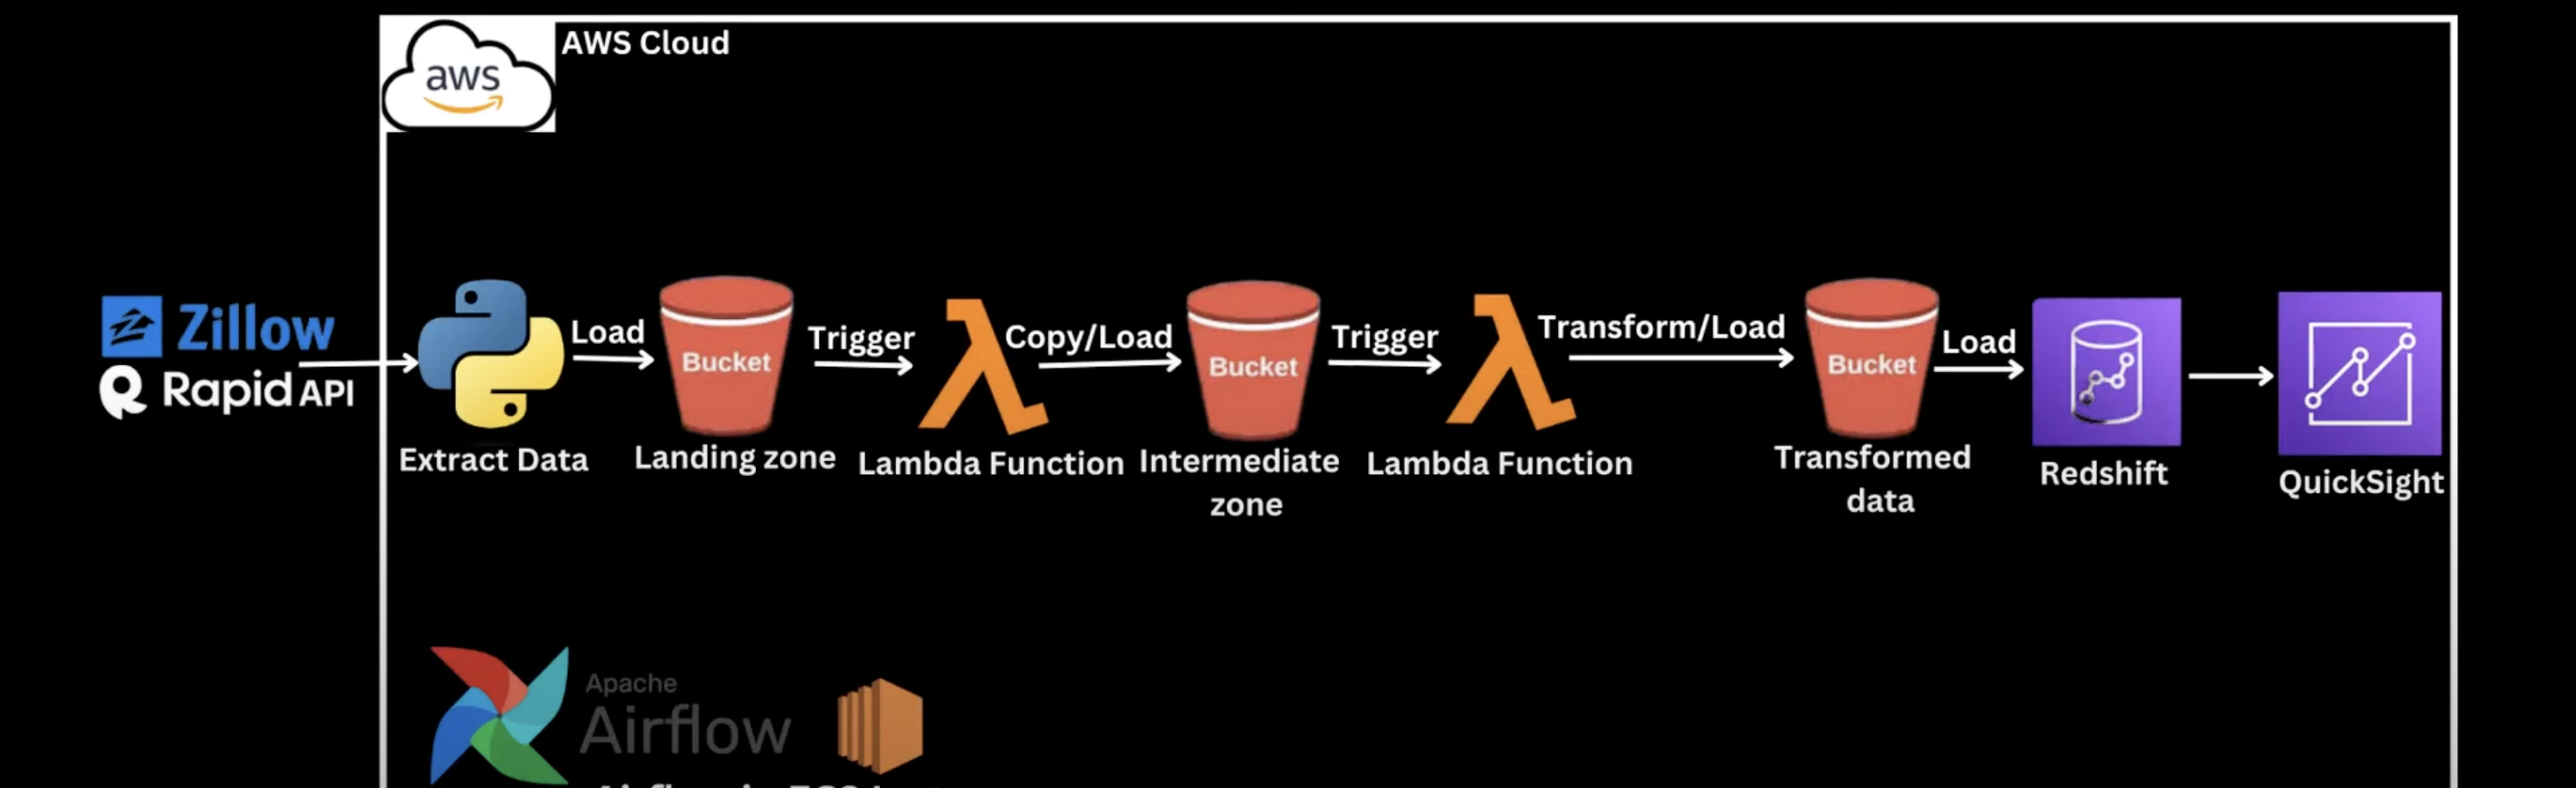 AWS Cloud
aws
Zillow
Rapid API
Load
Bucket
Trigger
Copy/Load
Bucket
Trigger
Transform/Load
Bucket
Load
Extract Data
Landing zone
Lambda Function
Intermediate
zone
Lambda Function
Transformed
data
Redshift
QuickSight
Apache
Airflow